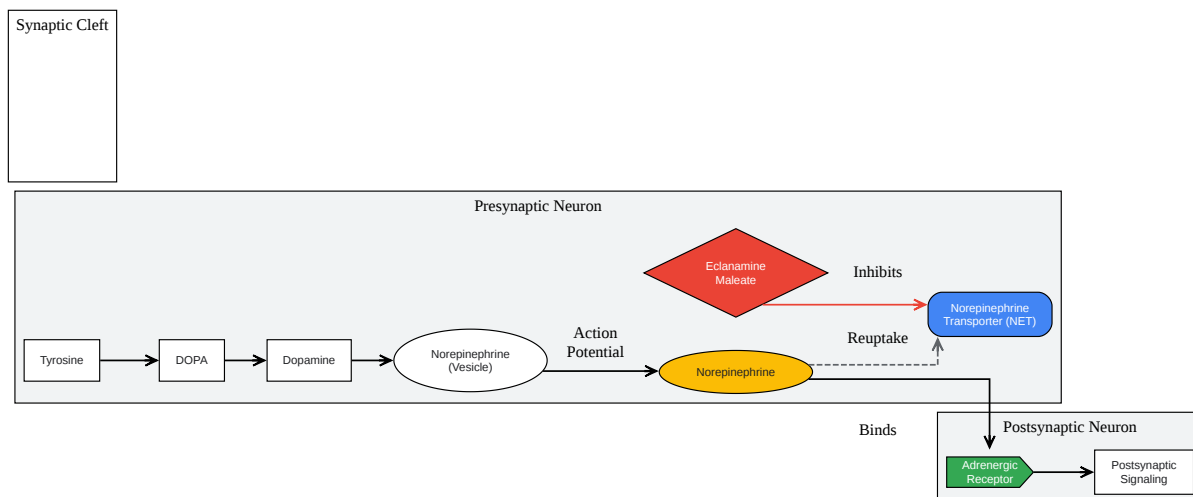 Synaptic Cleft
Presynaptic Neuron
Eclanamine
Maleate
Inhibits
Norepinephrine
Transporter (NET)
Reuptake
Action
Potential
Tyrosine
DOPA
Dopamine
Norepinephrine
(Vesicle)
Norepinephrine
Binds
Postsynaptic Neuron
Adrenergic
Receptor
Postsynaptic
Signaling